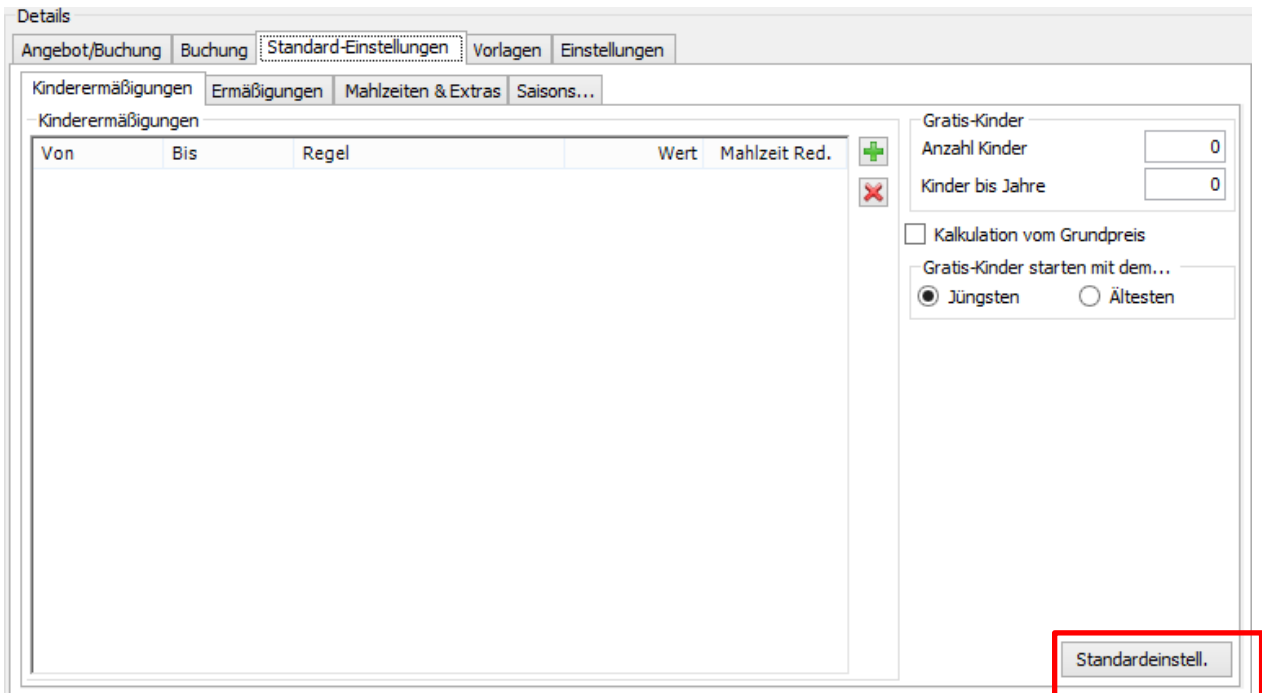 Details
Angebot/Buchung Buchung Standard-Einstellungen Vorlagen Einstellungen
Kinderermäßigungen Ermäßigungen Mahlzeiten & Extras Saisons...
Kinderermäßigungen
Von Bis Regel Wert Mahlzeit Red.
Gratis-Kinder
Anzahl Kinder 0
Kinder bis Jahre 0
Kalkulation vom Grundpreis
Gratis-Kinder starten mit dem...
Jüngsten Ältesten
Standardeinstell.